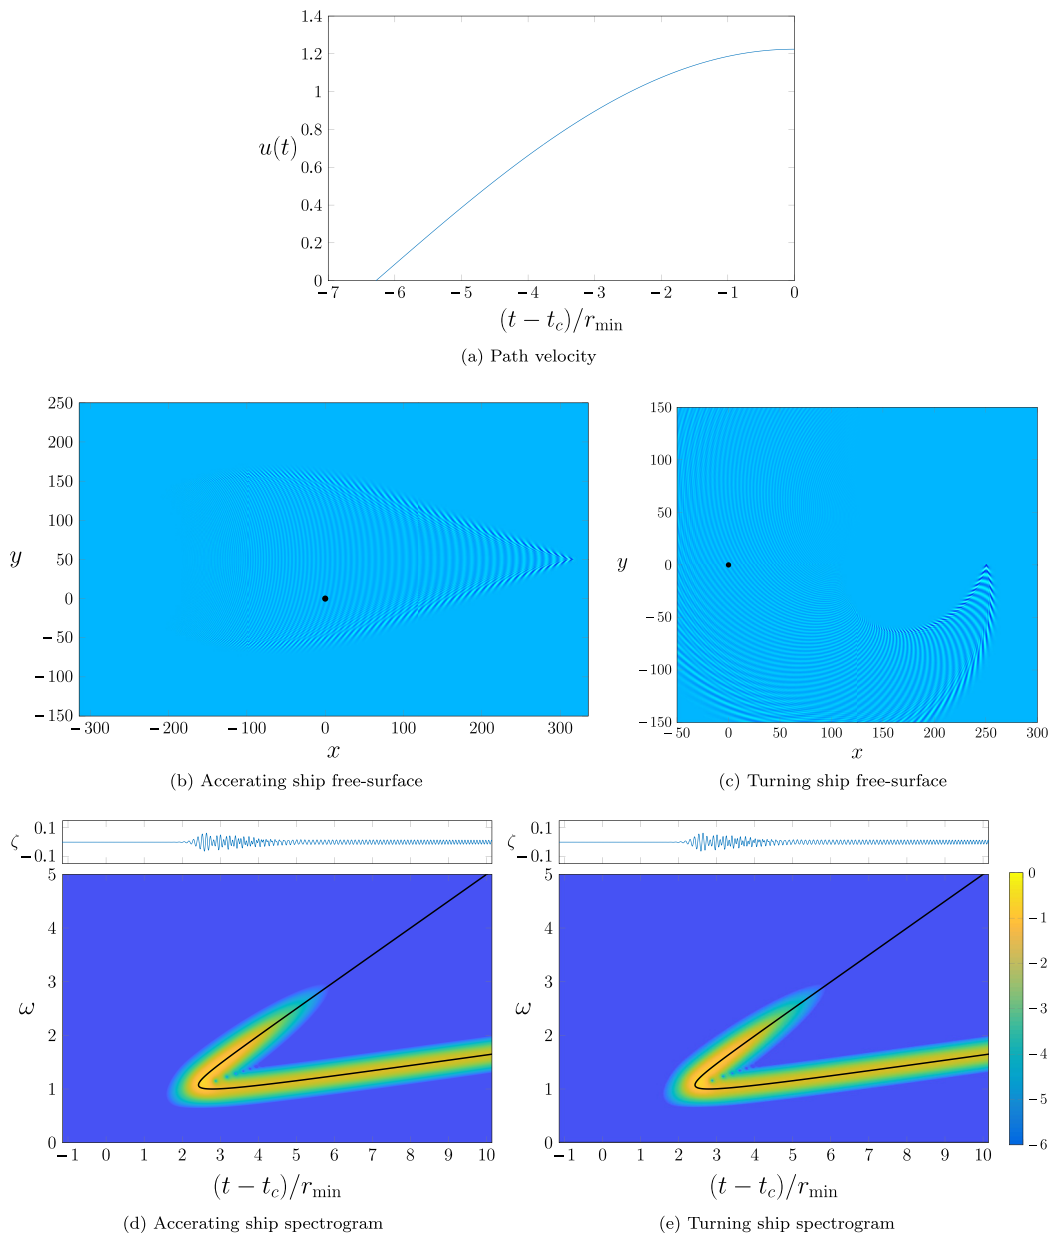 1.4
1.2
1
0.8
u(t)
0.6
0.4
0.2
0
−7 −6 −5 −4 −3 −2 −1 0
(t − t_c)/r_min
(a) Path velocity
250
200
150
100
y
50
0
−50
−100
−150
−300 −200 −100 0 100 200 300
x
(b) Accerating ship free-surface
150
100
50
y
0
−50
−100
−150
−50 0 50 100 150 200 250 300
x
(c) Turning ship free-surface
0.1
ζ
−0.1
5
4
3
ω
2
1
0
−1 0 1 2 3 4 5 6 7 8 9 10
(t − t_c)/r_min
(d) Accerating ship spectrogram
0.1
ζ
−0.1
5
4
3
ω
2
1
0
−1 0 1 2 3 4 5 6 7 8 9 10
(t − t_c)/r_min
(e) Turning ship spectrogram
0
−1
−2
−3
−4
−5
−6